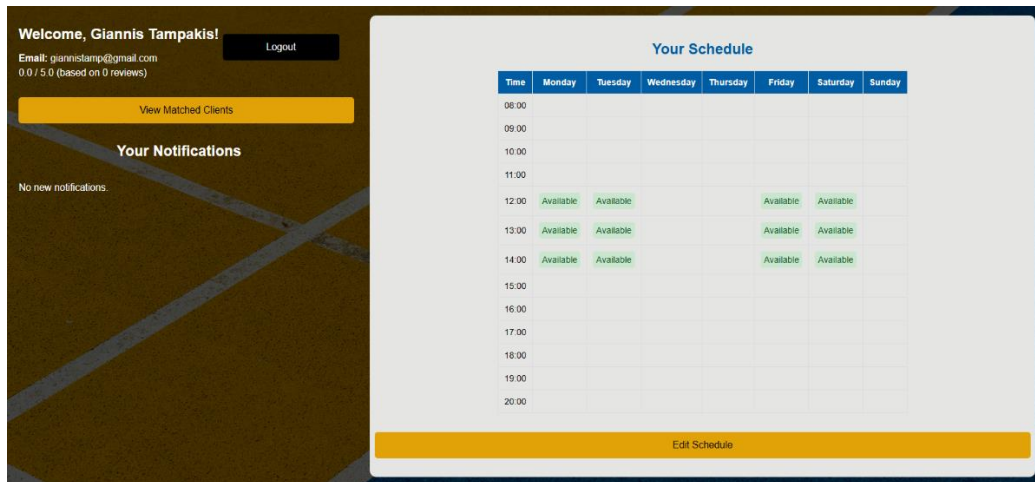 Welcome, Giannis Tampakis!
Logout
Email: giannistamp@gmail.com
0.0 / 5.0 (based on 0 reviews)
View Matched Clients
Your Notifications
No new notifications.
Your Schedule
Time Monday Tuesday Wednesday Thursday Friday Saturday Sunday
08:00
09:00
10:00
11:00
12:00 Available Available Available Available
13:00 Available Available Available Available
14:00 Available Available Available Available
15:00
16:00
17:00
18:00
19:00
20:00
Edit Schedule